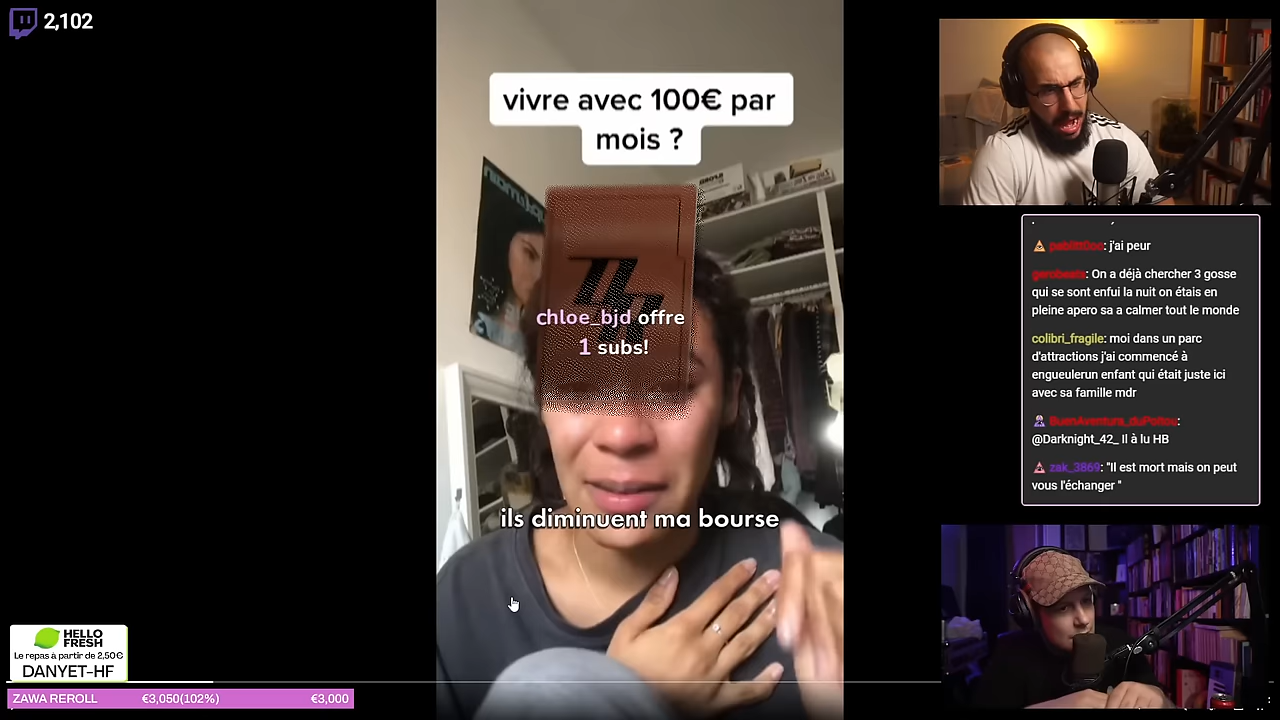 2,102
vivre avec 100€ par
mois ?
chloe_bjd offre
1 subs!
ils diminuent ma bourse
: j'ai peur
: On a déjà chercher 3 gosse
qui se sont enfui la nuit on étais en
pleine apero sa a calmer tout le monde
colibri_fragile: moi dans un parc
d'attractions j'ai commencé à
engueulerun enfant qui était juste ici
avec sa famille mdr
BuenAventura_duPoitou:
@Darknight_42_ Il à lu HB
zak_3869: "Il est mort mais on peut
vous l'échanger "
HELLO
FRESH
Le repas à partir de 2.50€
DANYET-HF
ZAWA REROLL €3,050(102%) €3,000